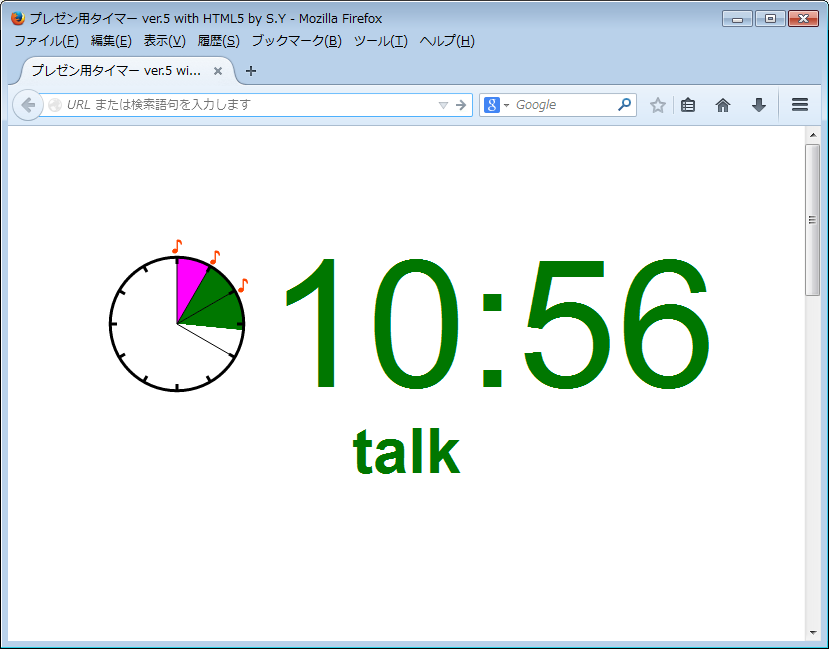 プレゼン用タイマー ver.5 with HTML5 by S.Y - Mozilla Firefox
ファイル(F) 編集(E) 表示(V) 履歴(S) ブックマーク(B) ツール(T) ヘルプ(H)
プレゼン用タイマー ver.5 wi...
URL または検索語句を入力します
8 Google
10:56
talk